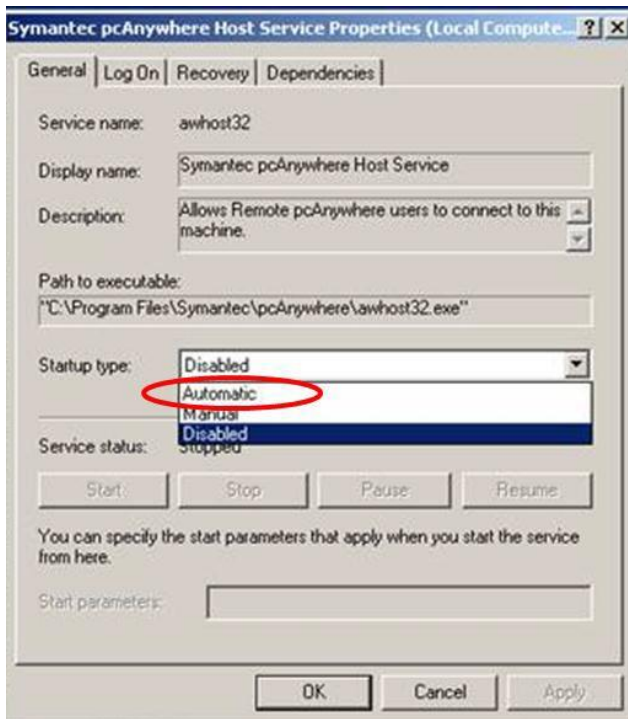 Symantec pcAnywhere Host Service Properties (Local Compute...
General
Log On
Recovery
Dependencies
Service name:
awhost32
Display name:
Symantec pcAnywhere Host Service
Description:
Allows Remote pcAnywhere users to connect to this
machine.
Path to executable:
"C:\Program Files\Symantec\pcAnywhere\awhost32.exe"
Startup type:
Disabled
Automatic
Manual
Disabled
Service status:
Stopped
Start
Stop
Pause
Resume
You can specify the start parameters that apply when you start the service
from here.
Start parameters:
OK
Cancel
Apply